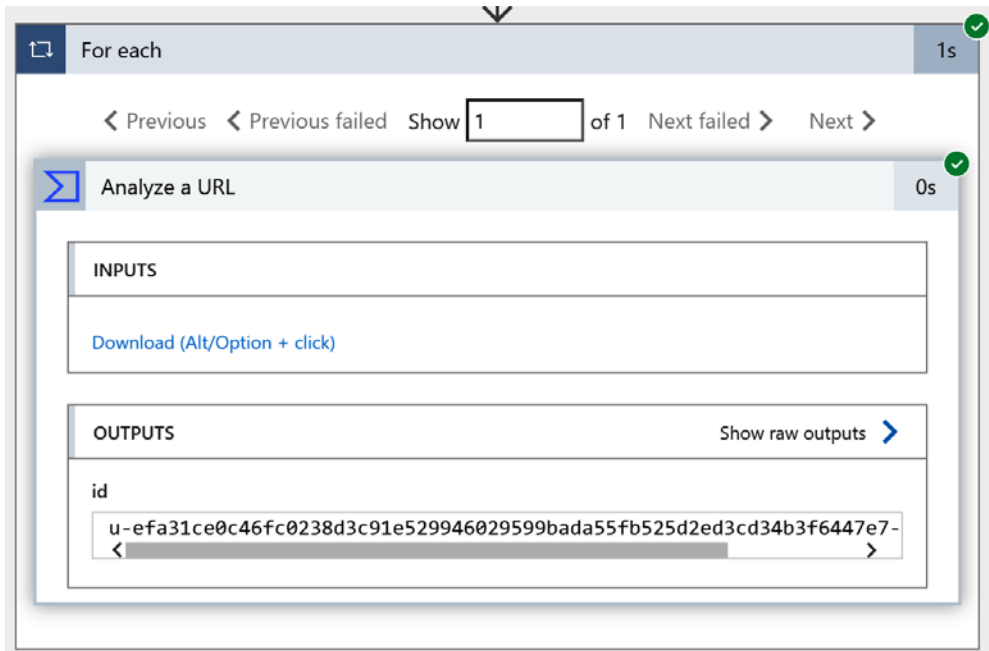 For each 1s
Previous Previous failed Show 1 of 1 Next failed Next
Analyze a URL 0s
INPUTS
Download (Alt/Option + click)
OUTPUTS Show raw outputs
id
u-efa31ce0c46fc0238d3c91e529946029599bada55fb525d2ed3cd34b3f6447e7-